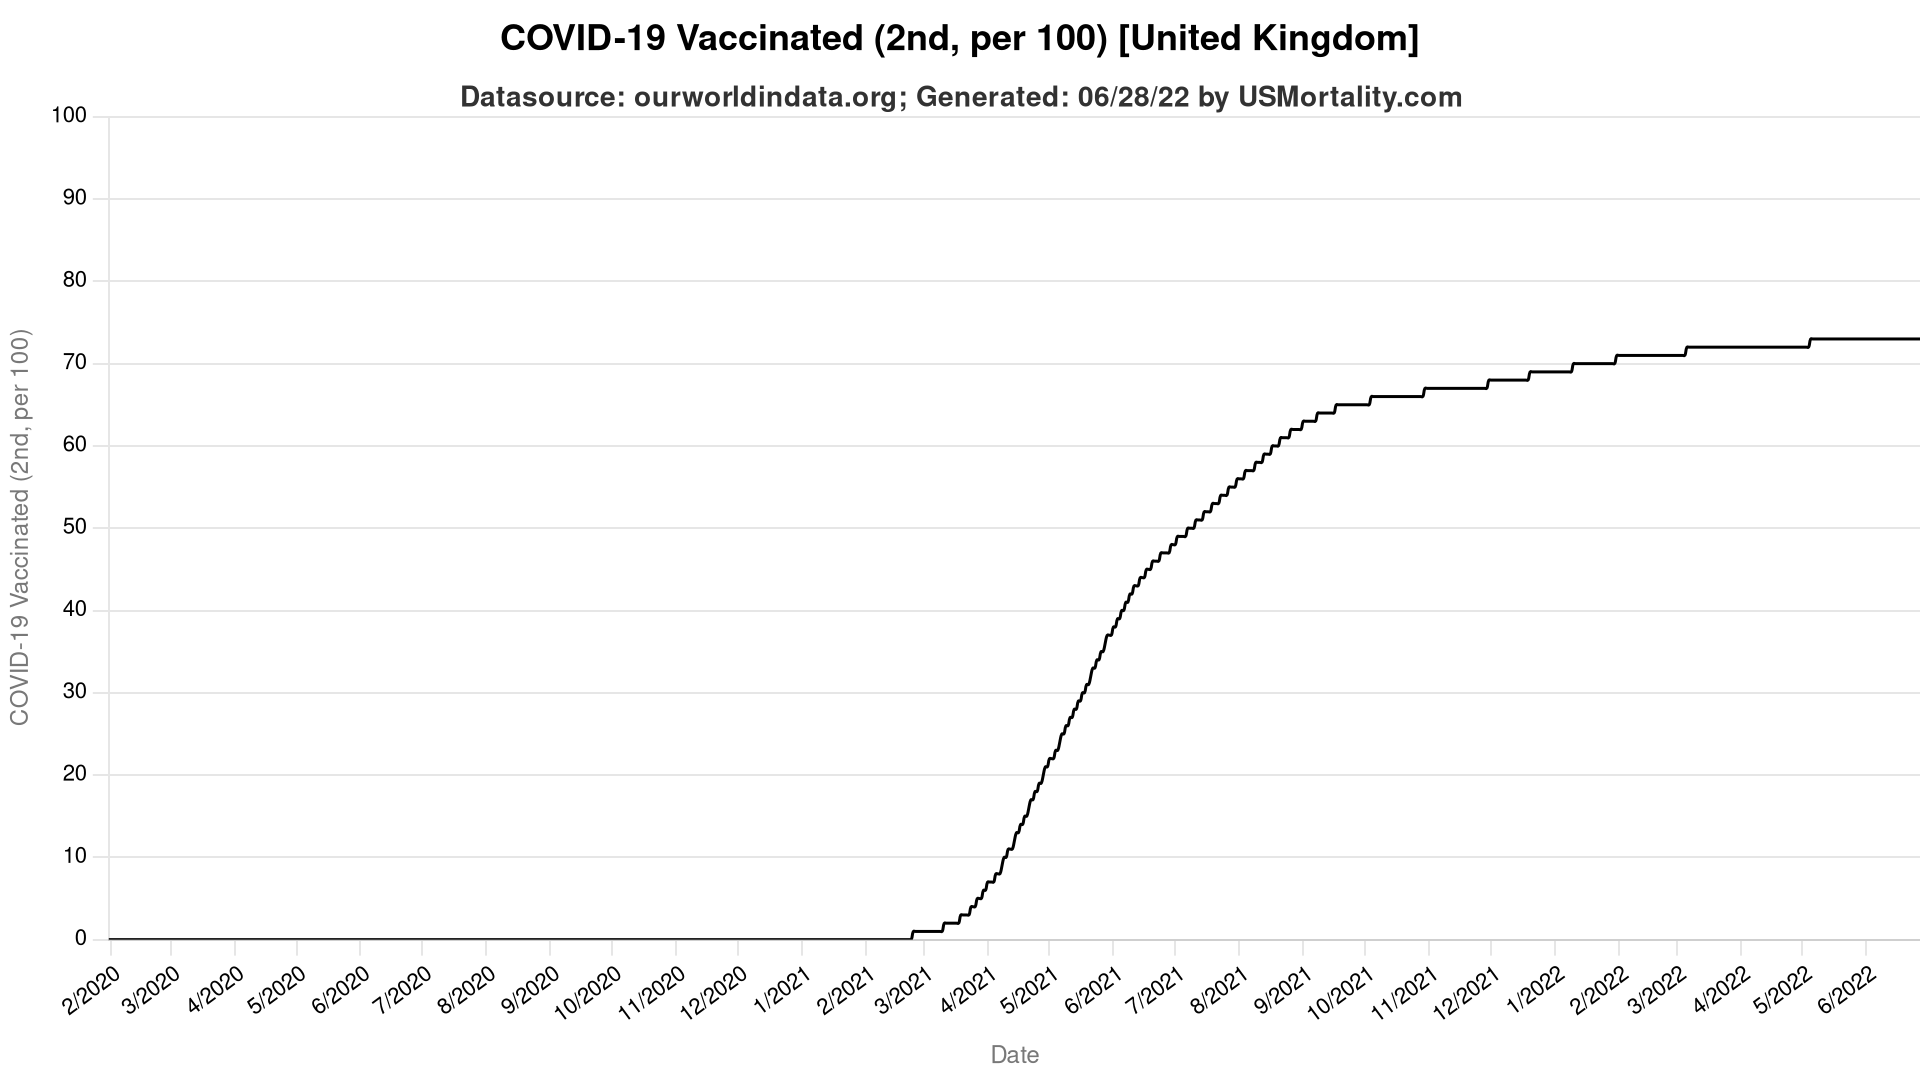 COVID-19 Vaccinated (2nd, per 100) [United Kingdom]
Datasource: ourworldindata.org; Generated: 06/28/22 by USMortality.com
COVID-19 Vaccinated (2nd, per 100)
100
90
80
70
60
50
40
30
20
10
0
2/2020 3/2020 4/2020 5/2020 6/2020 7/2020 8/2020 9/2020 10/2020 11/2020 12/2020 1/2021 2/2021 3/2021 4/2021 5/2021 6/2021 7/2021 8/2021 9/2021 10/2021 11/2021 12/2021 1/2022 2/2022 3/2022 4/2022 5/2022 6/2022
Date